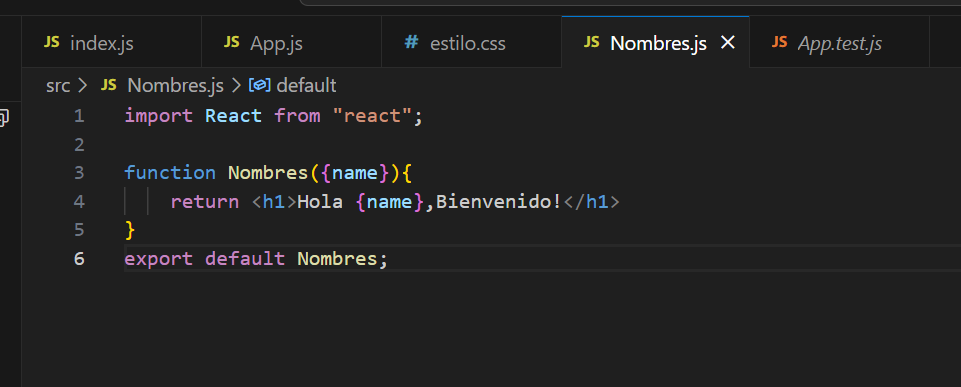 JS index.js JS App.js # estilo.css JS Nombres.js JS App.test.js
src JS Nombres.js default
1 import React from "react";
2
3 function Nombres({name}){
4 return <h1>Hola {name},Bienvenido!</h1>
5 }
6 export default Nombres;